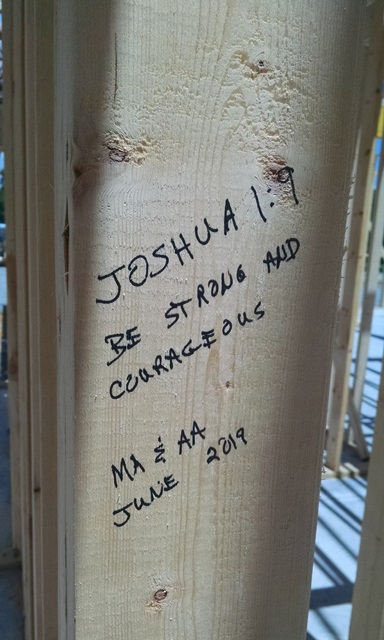 JOSHUA 1:9
BE STRONG AND
COURAGEOUS
MA & AA
JUNE 2019